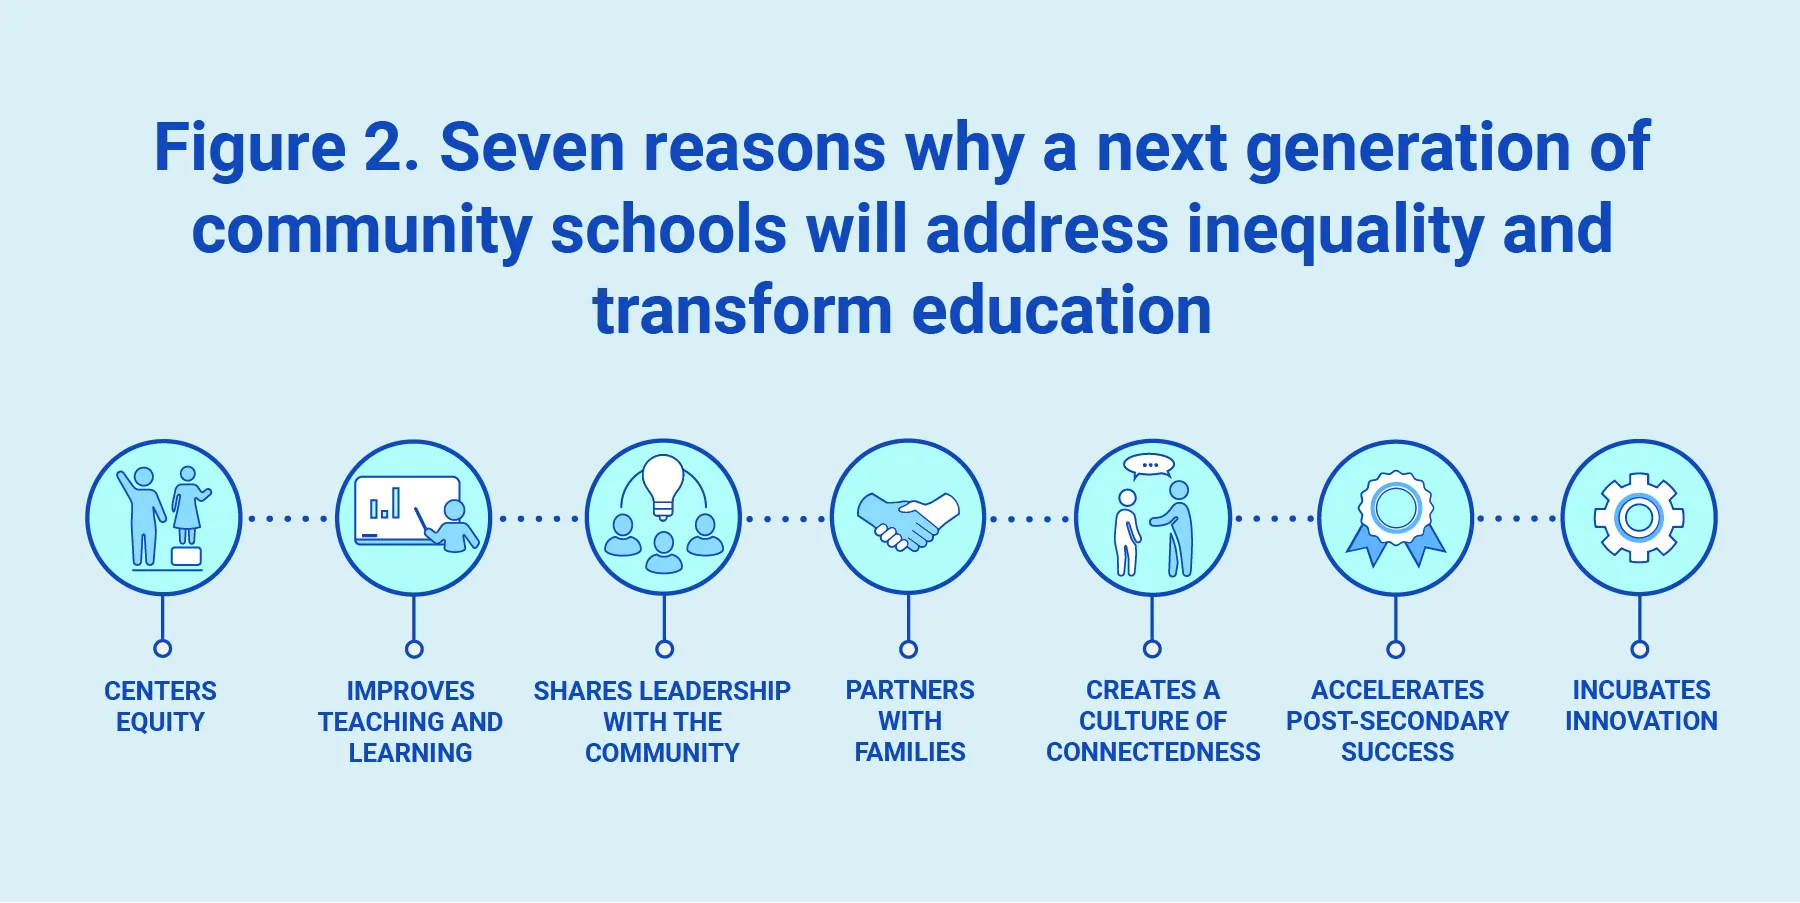 Figure 2. Seven reasons why a next generation of
community schools will address inequality and
transform education
CENTERS
EQUITY
IMPROVES
TEACHING AND
LEARNING
SHARES LEADERSHIP
WITH THE
COMMUNITY
PARTNERS
WITH
FAMILIES
CREATES A
CULTURE OF
CONNECTEDNESS
ACCELERATES
POST-SECONDARY
SUCCESS
INCUBATES
INNOVATION